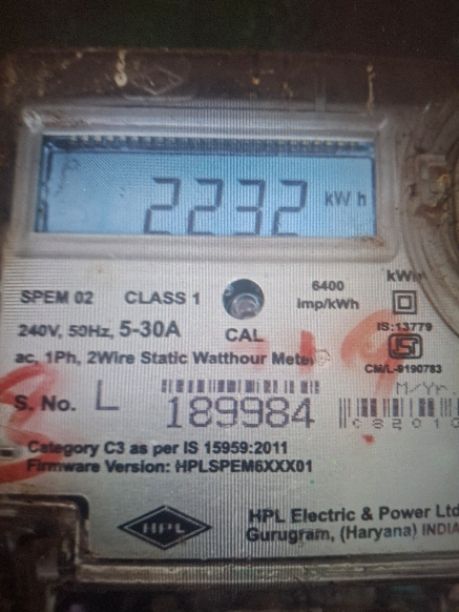 2232 kWh
SPEM 02 CLASS 1 6400 imp/kWh kWh
240V, 50Hz, 5-30A CAL IS:13779
ac, 1Ph, 2Wire Static Watthour Meter CM/L-9190783
S. No. L 189984 M/Yr.
Category C3 as per IS 15959:2011
Firmware Version: HPLSPEM6XXX01
HPL HPL Electric & Power Ltd
Gurugram, (Haryana) INDIA